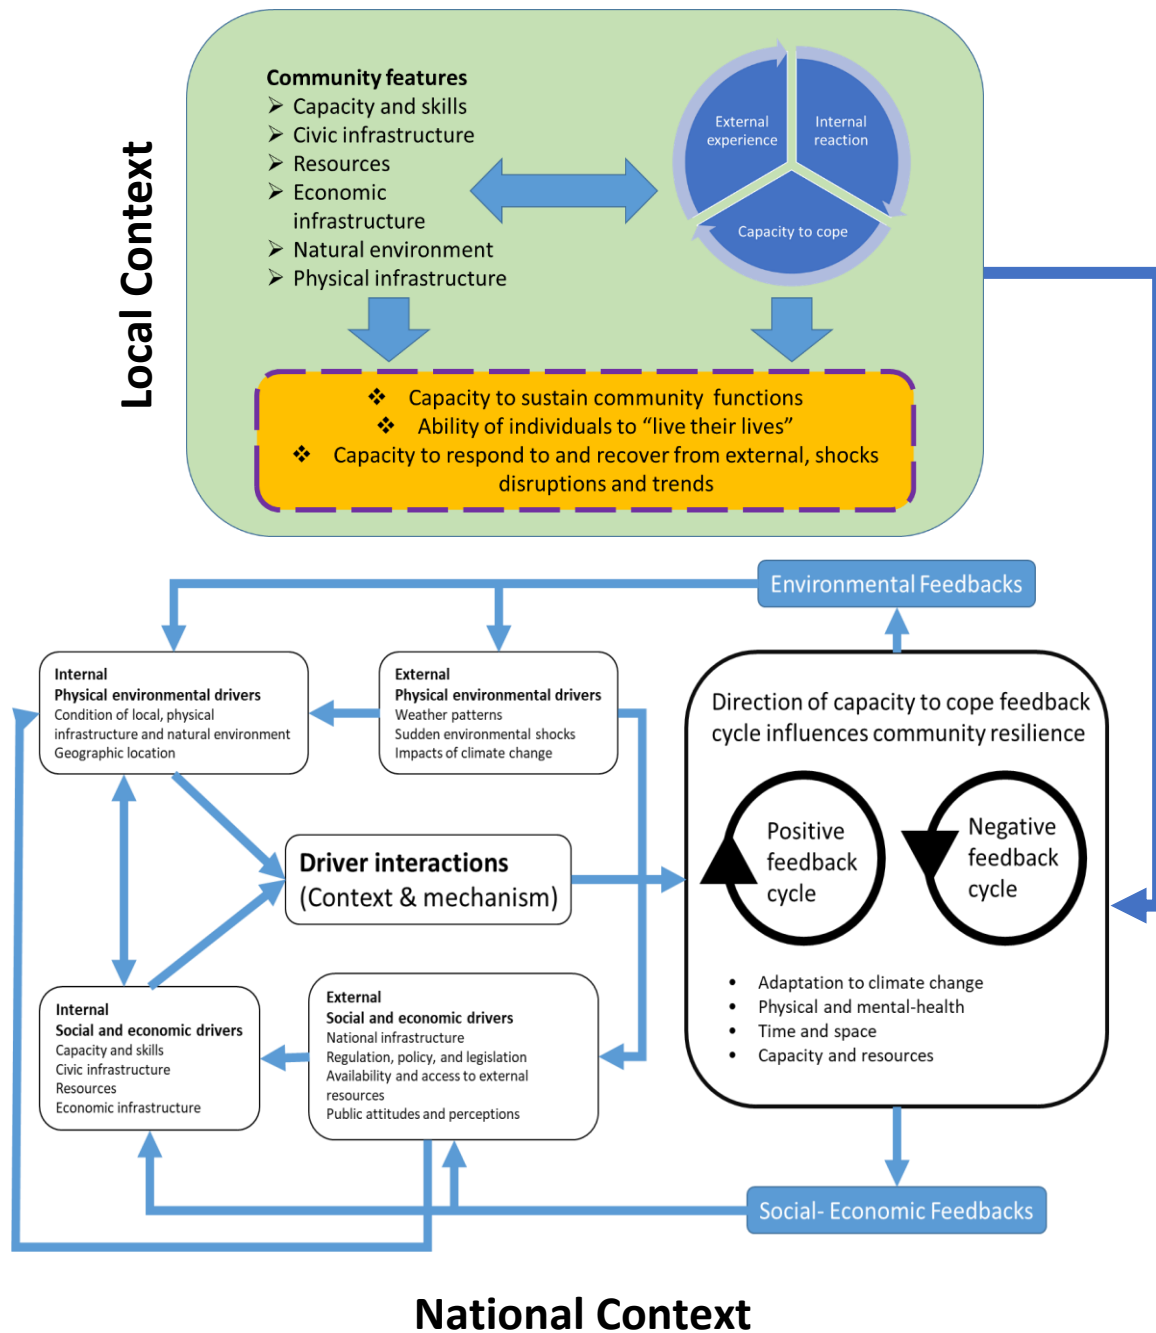 Local Context
Community features
Capacity and skills
Civic infrastructure
Resources
Economic
infrastructure
Natural environment
Physical infrastructure
External
experience
Internal
reaction
Capacity to cope
Capacity to sustain community functions
Ability of individuals to “live their lives”
Capacity to respond to and recover from external, shocks
disruptions and trends
Environmental Feedbacks
Internal
Physical environmental drivers
Condition of local, physical
infrastructure and natural environment
Geographic location
External
Physical environmental drivers
Weather patterns
Sudden environmental shocks
Impacts of climate change
Driver interactions
(Context & mechanism)
Internal
Social and economic drivers
Capacity and skills
Civic infrastructure
Resources
Economic infrastructure
External
Social and economic drivers
National infrastructure
Regulation, policy, and legislation
Availability and access to external
resources
Public attitudes and perceptions
Direction of capacity to cope feedback
cycle influences community resilience
Positive
feedback
cycle
Negative
feedback
cycle
• Adaptation to climate change
• Physical and mental-health
• Time and space
• Capacity and resources
Social- Economic Feedbacks
National Context